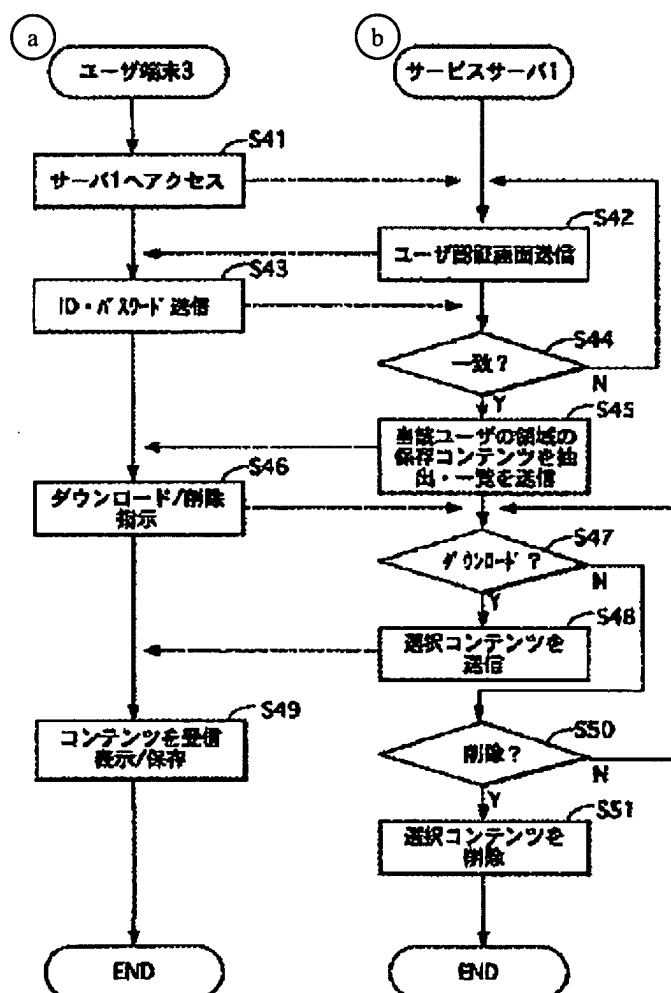 a
ユーザ端末3
b
サービスサーバ1
S41
サーバ1へアクセス
S42
ユーザ認証画面送信
S43
ID・パスワード送信
S44
一致?
N
Y
S45
当該ユーザの領域の
保存コンテンツを抽
出・一覧を送信
S46
ダウンロード/削除
指示
S47
ダウンロード?
N
Y
S48
選択コンテンツを
送信
S49
コンテンツを受信
表示/保存
S50
削除?
N
Y
S51
選択コンテンツを
削除
END
END